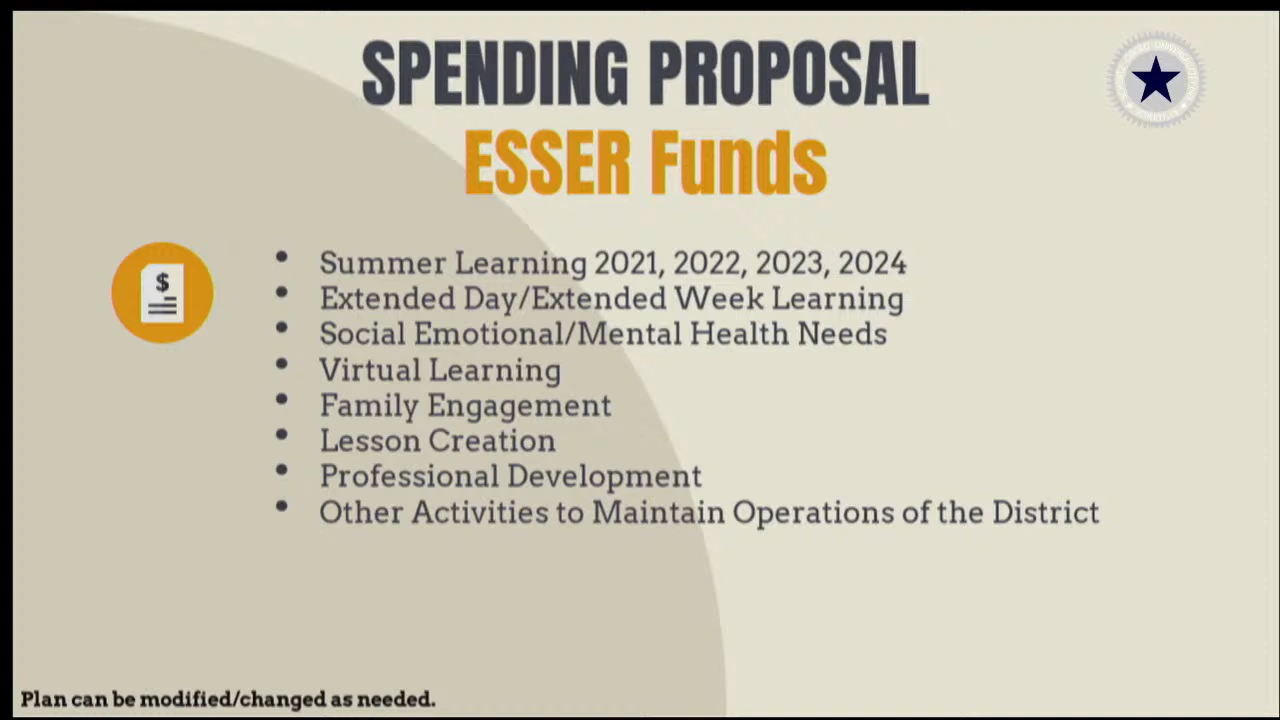 SPENDING PROPOSAL
ESSER Funds
$
• Summer Learning 2021, 2022, 2023, 2024
• Extended Day/Extended Week Learning
• Social Emotional/Mental Health Needs
• Virtual Learning
• Family Engagement
• Lesson Creation
• Professional Development
• Other Activities to Maintain Operations of the District
Plan can be modified/changed as needed.